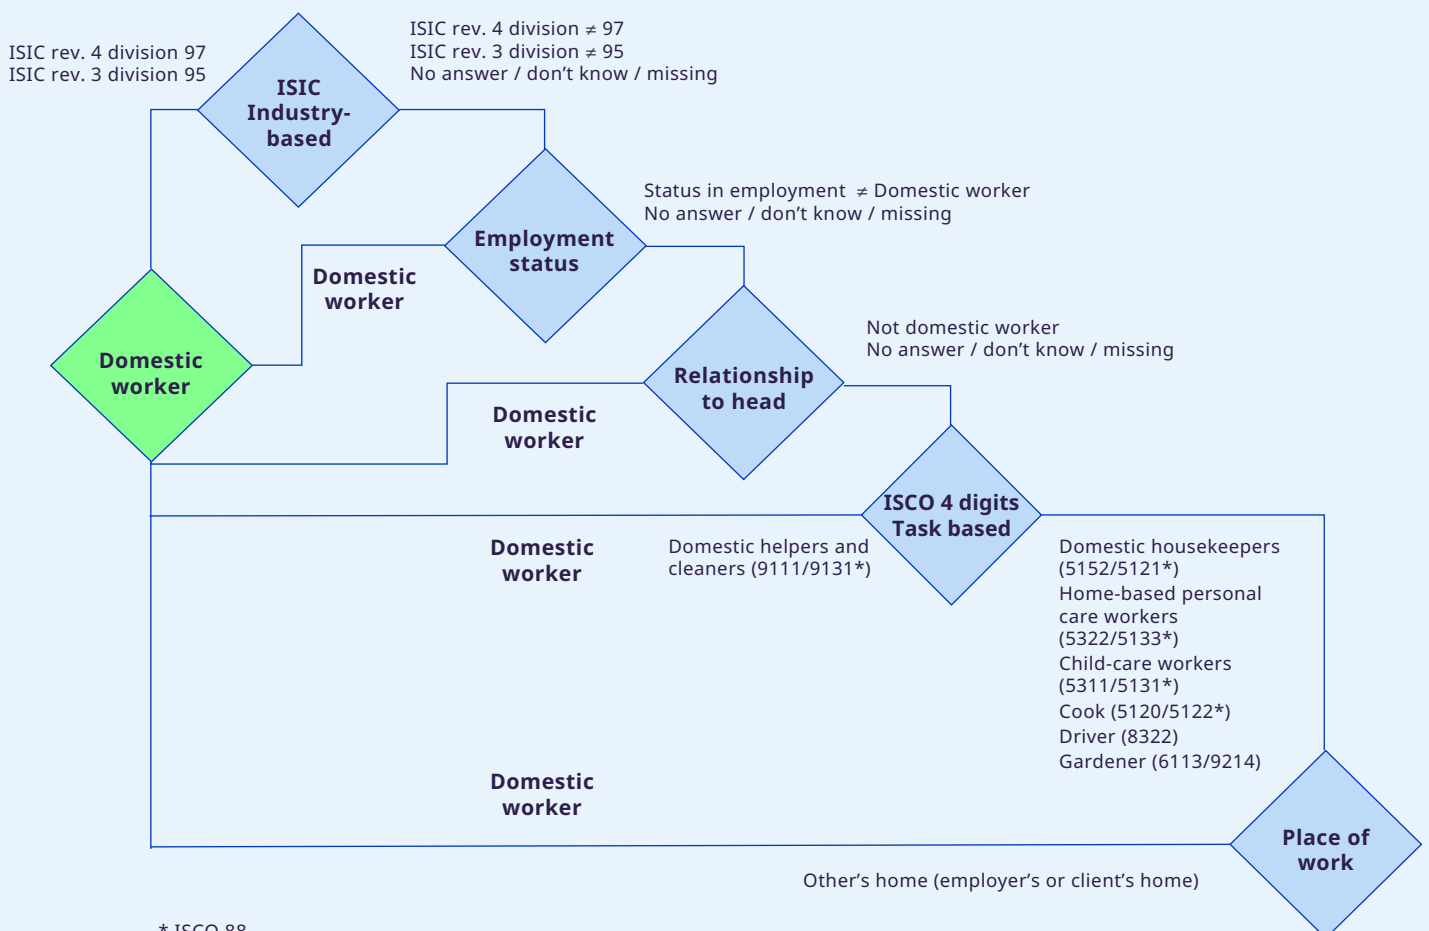 ISIC rev. 4 division 97
ISIC rev. 3 division 95
ISIC
Industry-
based
ISIC rev. 4 division ≠ 97
ISIC rev. 3 division ≠ 95
No answer / don’t know / missing
Employment
status
Status in employment ≠ Domestic worker
No answer / don’t know / missing
Domestic
worker
Domestic
worker
Relationship
to head
Not domestic worker
No answer / don’t know / missing
Domestic
worker
ISCO 4 digits
Task based
Domestic
worker
Domestic helpers and
cleaners (9111/9131*)
Domestic housekeepers
(5152/5121*)
Home-based personal
care workers
(5322/5133*)
Child-care workers
(5311/5131*)
Cook (5120/5122*)
Driver (8322)
Gardener (6113/9214)
Domestic
worker
Place of
work
Other’s home (employer’s or client’s home)
* ISCO 88